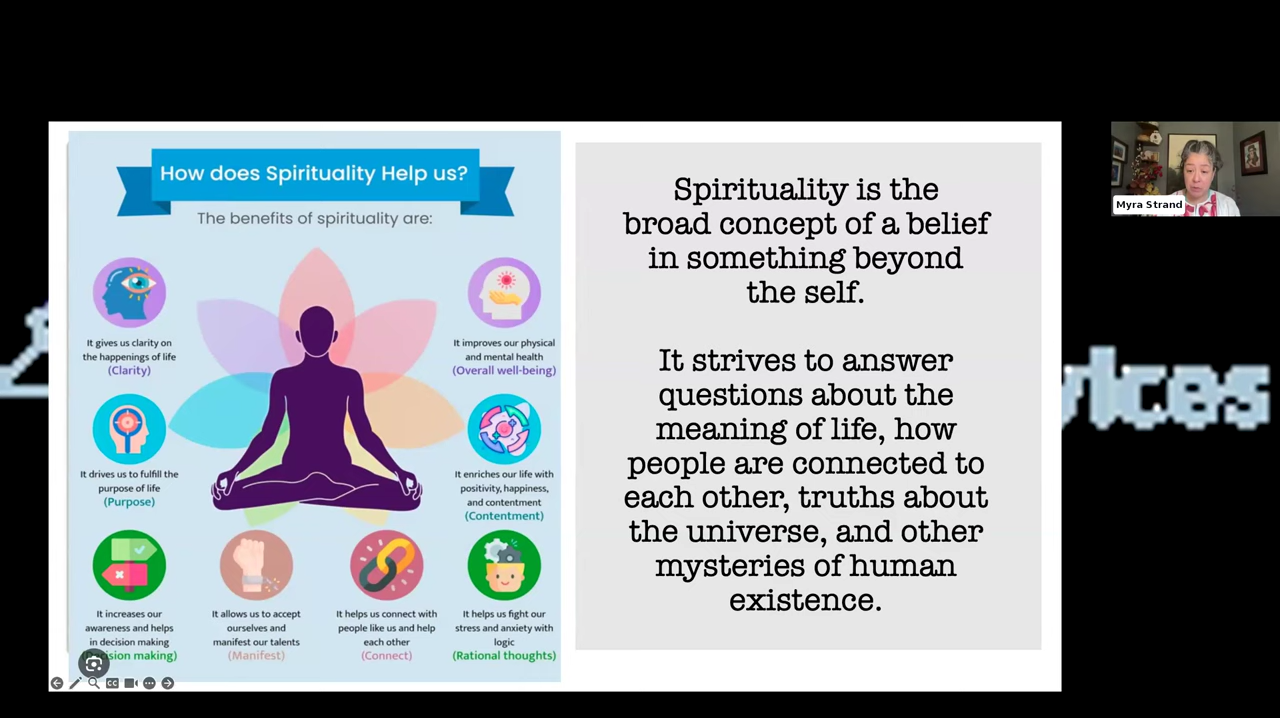 How does Spirituality Help us?
The benefits of spirituality are:
It gives us clarity on
the happenings of life
(Clarity)
It improves our physical
and mental health
(Overall well-being)
It drives us to fulfill the
purpose of life
(Purpose)
It enriches our life with
positivity, happiness,
and contentment
(Contentment)
It increases our
awareness and helps
in decision making
(Decision making)
It allows us to accept
ourselves and
manifest our talents
(Manifest)
It helps us connect with
people like us and help
each other
(Connect)
It helps us fight our
stress and anxiety with
logic
(Rational thoughts)
Spirituality is the
broad concept of a belief
in something beyond
the self.
It strives to answer
questions about the
meaning of life, how
people are connected to
each other, truths about
the universe, and other
mysteries of human
existence.
Myra Strand
CC